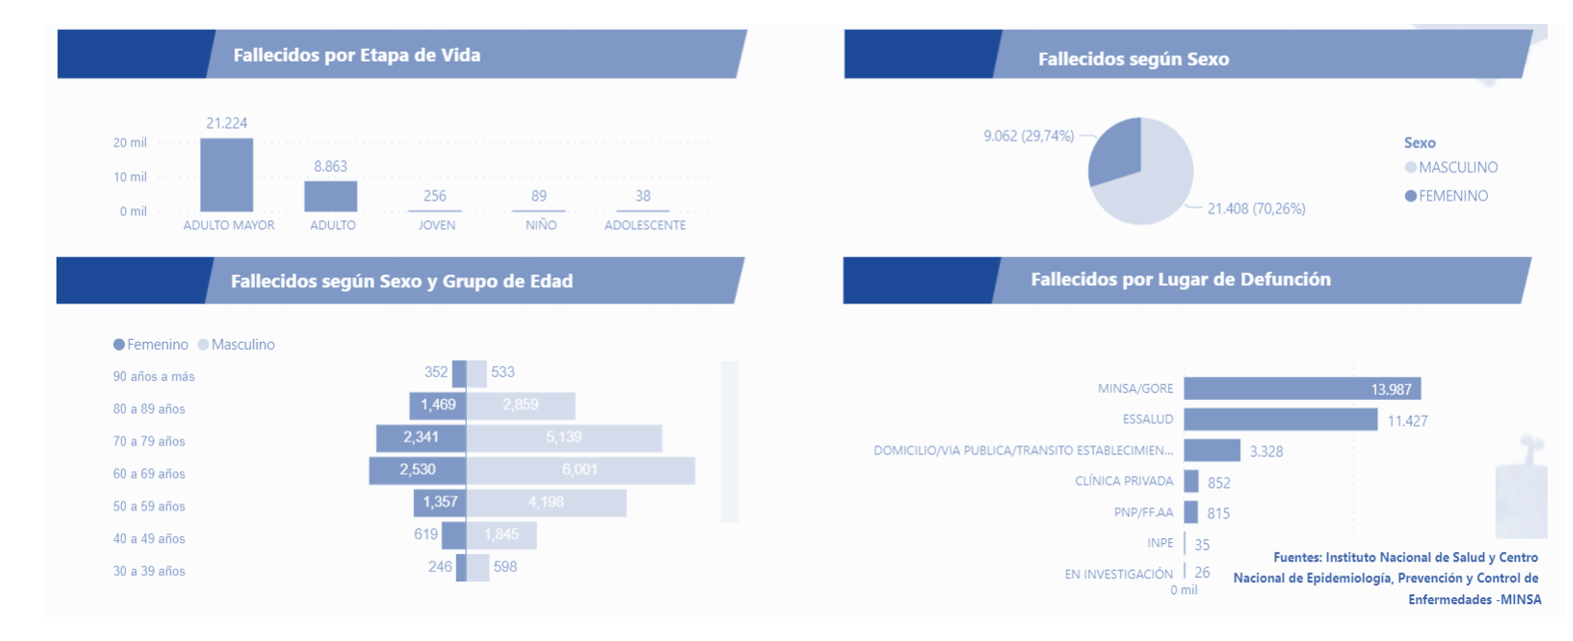 Fallecidos por Etapa de Vida
21.224
20 mil
8.863
10 mil
256
89
38
0 mil
ADULTO MAYOR
ADULTO
JOVEN
NIÑO
ADOLESCENTE
Fallecidos según Sexo
9.062 (29,74%)
21.408 (70,26%)
Sexo
MASCULINO
FEMENINO
Fallecidos según Sexo y Grupo de Edad
Femenino
Masculino
90 años a más
352
533
80 a 89 años
1,469
2,859
70 a 79 años
2,341
5,139
60 a 69 años
2,530
6,001
50 a 59 años
1,357
4,198
40 a 49 años
619
1,845
30 a 39 años
246
598
Fallecidos por Lugar de Defunción
MINSA/GORE
13.987
ESSALUD
11.427
DOMICILIO/VIA PUBLICA/TRANSITO ESTABLECIMIEN...
3.328
CLÍNICA PRIVADA
852
PNP/FF.AA
815
INPE
35
EN INVESTIGACIÓN
26
0 mil
Fuentes: Instituto Nacional de Salud y Centro
Nacional de Epidemiología, Prevención y Control de
Enfermedades -MINSA